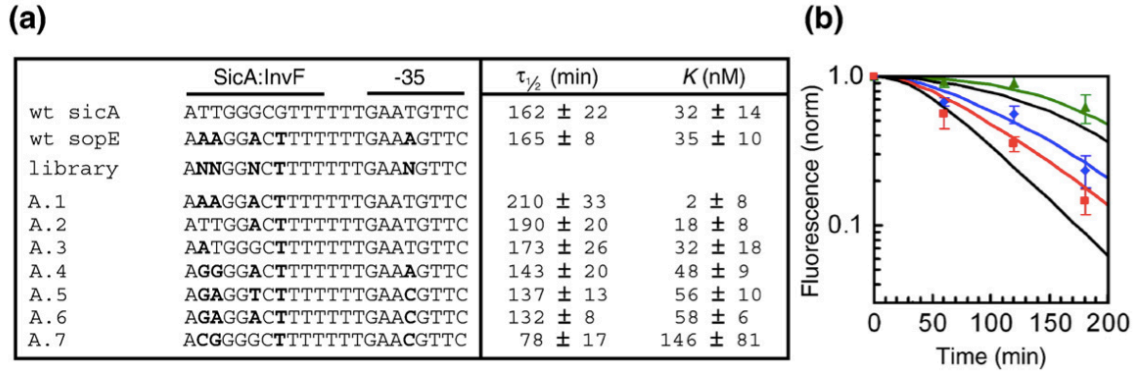 (a)
SicA:InvF -35 τ½ (min) K (nM)
wt sicA ATTGGGCGTTTTTTGAATGTTC 162 ± 22 32 ± 14
wt sopE AAAGGACTTTTTTTGAAAGTTC 165 ± 8 35 ± 10
library ANNGGNCTTTTTTTGAANGTTC
A.1 AAAGGACTTTTTTTGAATGTTC 210 ± 33 2 ± 8
A.2 ATTGGACTTTTTTTGAATGTTC 190 ± 20 18 ± 8
A.3 AATGGGCTTTTTTTGAATGTTC 173 ± 26 32 ± 18
A.4 AGGGGACTTTTTTTGAAAGTTC 143 ± 20 48 ± 9
A.5 AGAGGTCTTTTTTTGAACGTTC 137 ± 13 56 ± 10
A.6 AGAGGACTTTTTTTGAACGTTC 132 ± 8 58 ± 6
A.7 ACGGGGCTTTTTTTGAACGTTC 78 ± 17 146 ± 81
(b)
Fluorescence (norm)
1.0
0.1
0 50 100 150 200
Time (min)